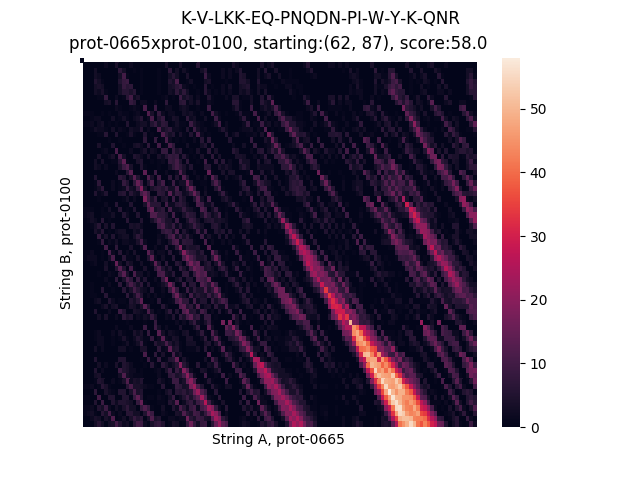 K-V-LKK-EQ-PNQDN-PI-W-Y-K-QNR
prot-0665xprot-0100, starting:(62, 87), score:58.0
String B, prot-0100
String A, prot-0665
50
40
30
20
10
0